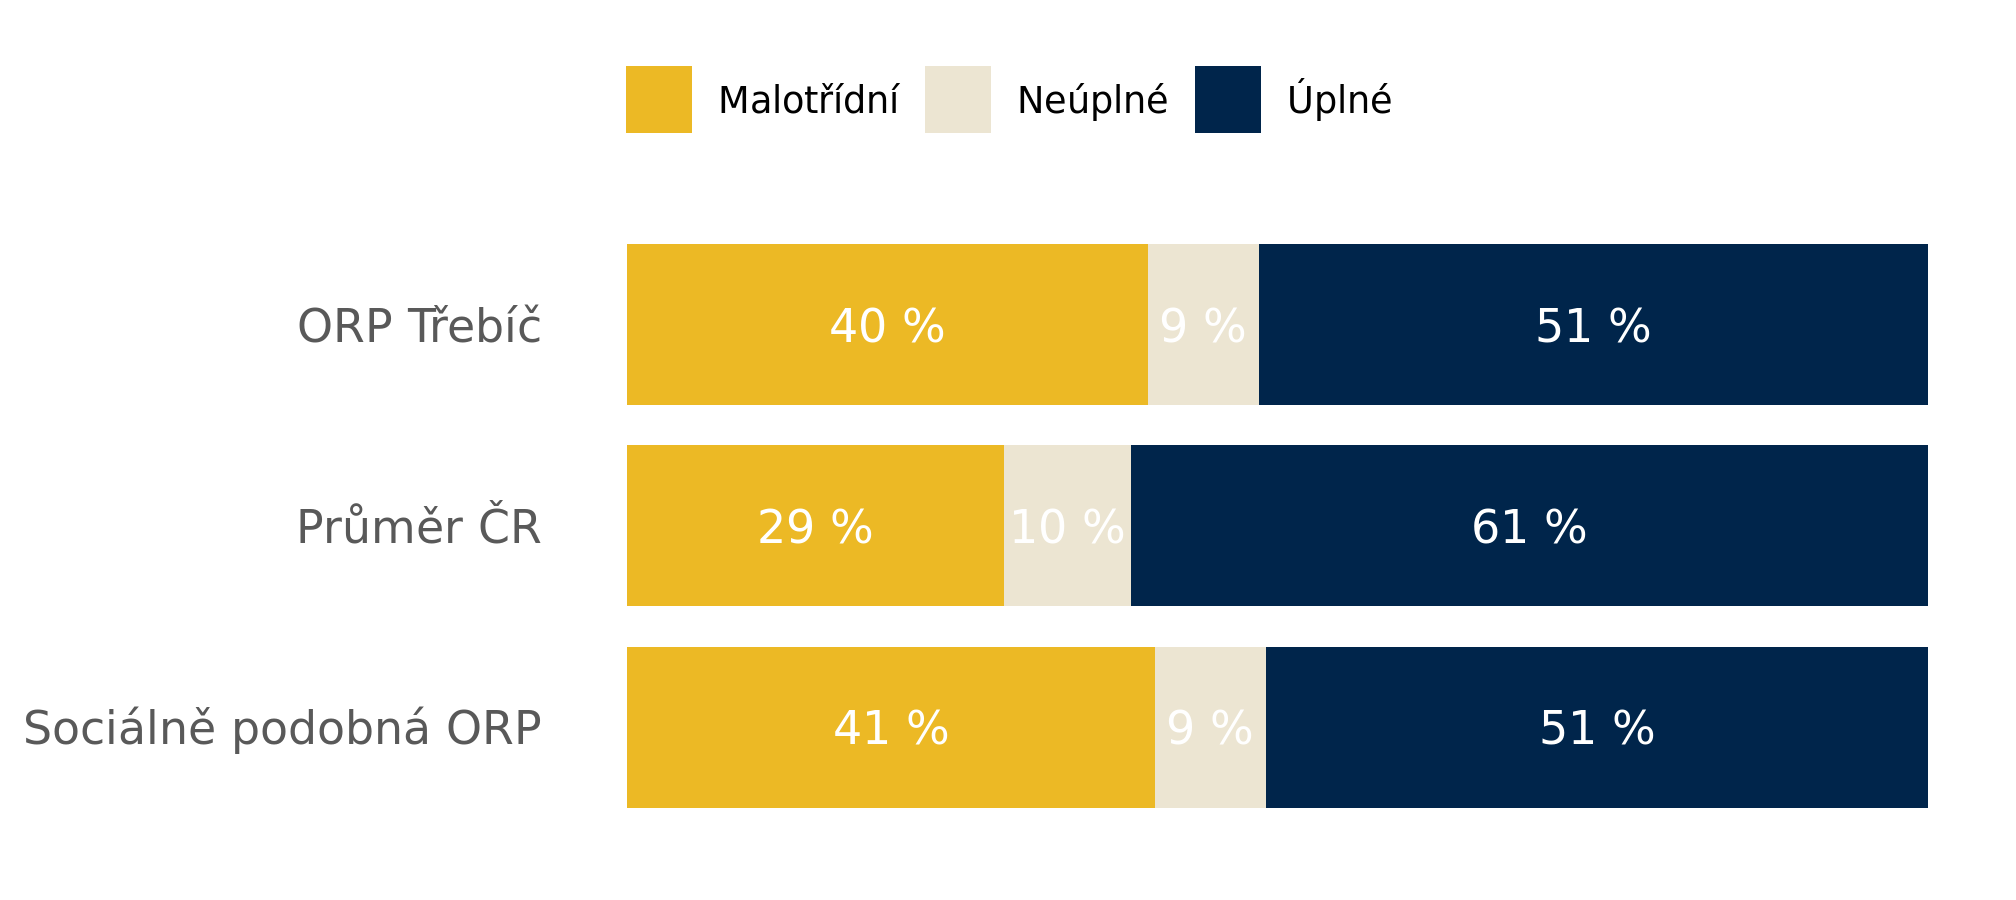 Malotřídní Neúplné Úplné
ORP Třebíč 40 % 9 % 51 %
Průměr ČR 29 % 10 % 61 %
Sociálně podobná ORP 41 % 9 % 51 %